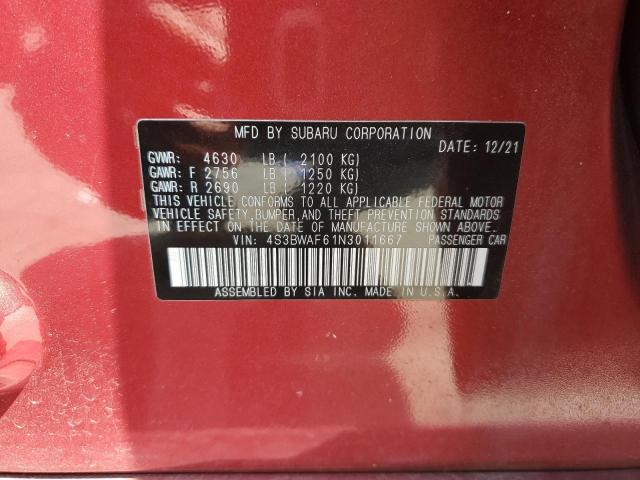 MFD BY SUBARU CORPORATION
DATE: 12/21
GVWR: 4630 LB ( 2100 KG)
GAWR: F 2756 LB ( 1250 KG)
GAWR: R 2690 LB ( 1220 KG)
THIS VEHICLE CONFORMS TO ALL APPLICABLE FEDERAL MOTOR
VEHICLE SAFETY, BUMPER, AND THEFT PREVENTION STANDARDS
IN EFFECT ON THE DATE OF MANUFACTURE SHOWN ABOVE.
VIN: 4S3BWAF61N3011667 PASSENGER CAR
ASSEMBLED BY SIA INC. MADE IN U.S.A.